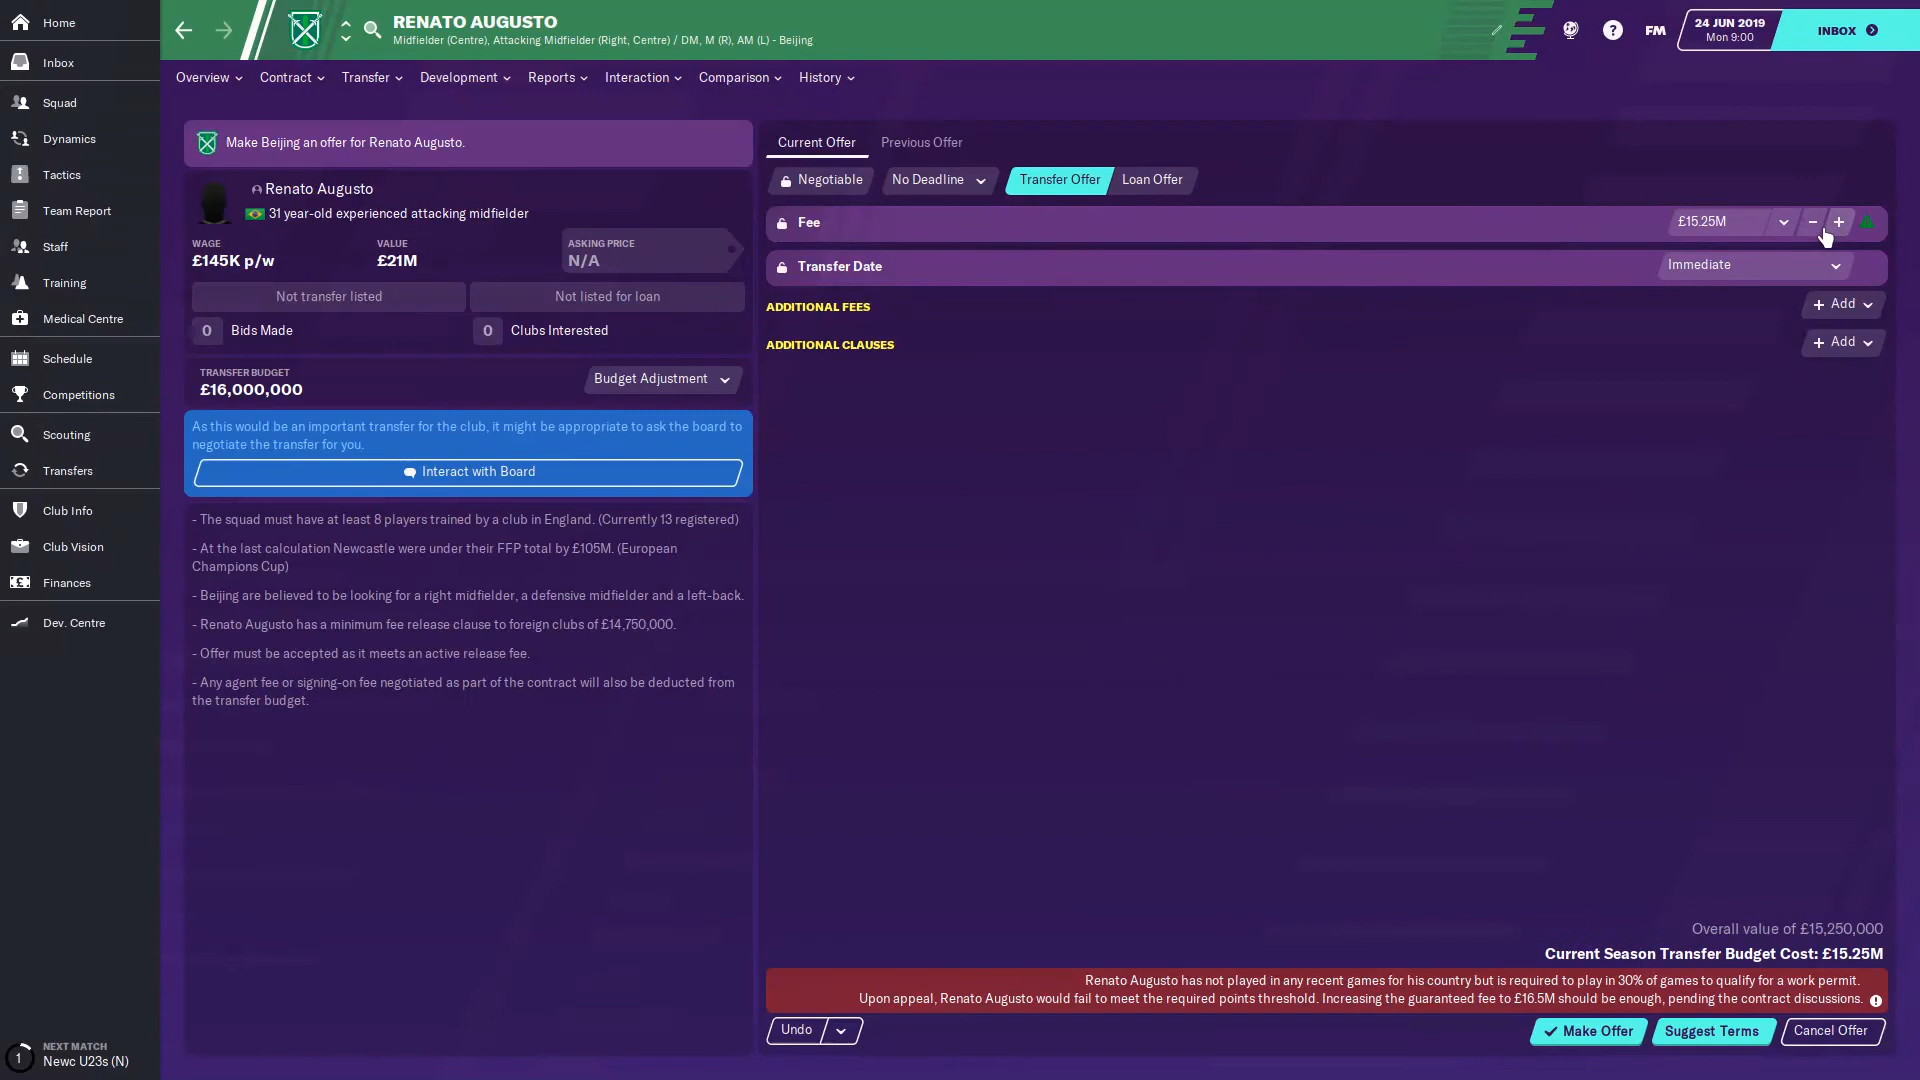 Home
Inbox
Squad
Dynamics
Tactics
Team Report
Staff
Training
Medical Centre
Schedule
Competitions
Scouting
Transfers
Club Info
Club Vision
Finances
Dev. Centre
1
NEXT MATCH
Newc U23s (N)
RENATO AUGUSTO
Midfielder (Centre), Attacking Midfielder (Right, Centre) / DM, M (R), AM (L) - Beijing
?
FM
24 JUN 2019
Mon 9:00
INBOX
Overview
Contract
Transfer
Development
Reports
Interaction
Comparison
History
Make Beijing an offer for Renato Augusto.
Renato Augusto
31 year-old experienced attacking midfielder
WAGE
£145K p/w
VALUE
£21M
ASKING PRICE
N/A
Not transfer listed
Not listed for loan
0 Bids Made
0 Clubs Interested
TRANSFER BUDGET
£16,000,000
Budget Adjustment
As this would be an important transfer for the club, it might be appropriate to ask the board to
negotiate the transfer for you.
Interact with Board
- The squad must have at least 8 players trained by a club in England. (Currently 13 registered)
- At the last calculation Newcastle were under their FFP total by £105M. (European
Champions Cup)
- Beijing are believed to be looking for a right midfielder, a defensive midfielder and a left-back.
- Renato Augusto has a minimum fee release clause to foreign clubs of £14,750,000.
- Offer must be accepted as it meets an active release fee.
- Any agent fee or signing-on fee negotiated as part of the contract will also be deducted from
the transfer budget.
Current Offer
Previous Offer
Negotiable
No Deadline
Transfer Offer
Loan Offer
Fee
£15.25M
- +
Transfer Date
Immediate
ADDITIONAL FEES
+ Add
ADDITIONAL CLAUSES
+ Add
Overall value of £15,250,000
Current Season Transfer Budget Cost: £15.25M
Renato Augusto has not played in any recent games for his country but is required to play in 30% of games to qualify for a work permit.
Upon appeal, Renato Augusto would fail to meet the required points threshold. Increasing the guaranteed fee to £16.5M should be enough, pending the contract discussions.
Undo
Make Offer
Suggest Terms
Cancel Offer